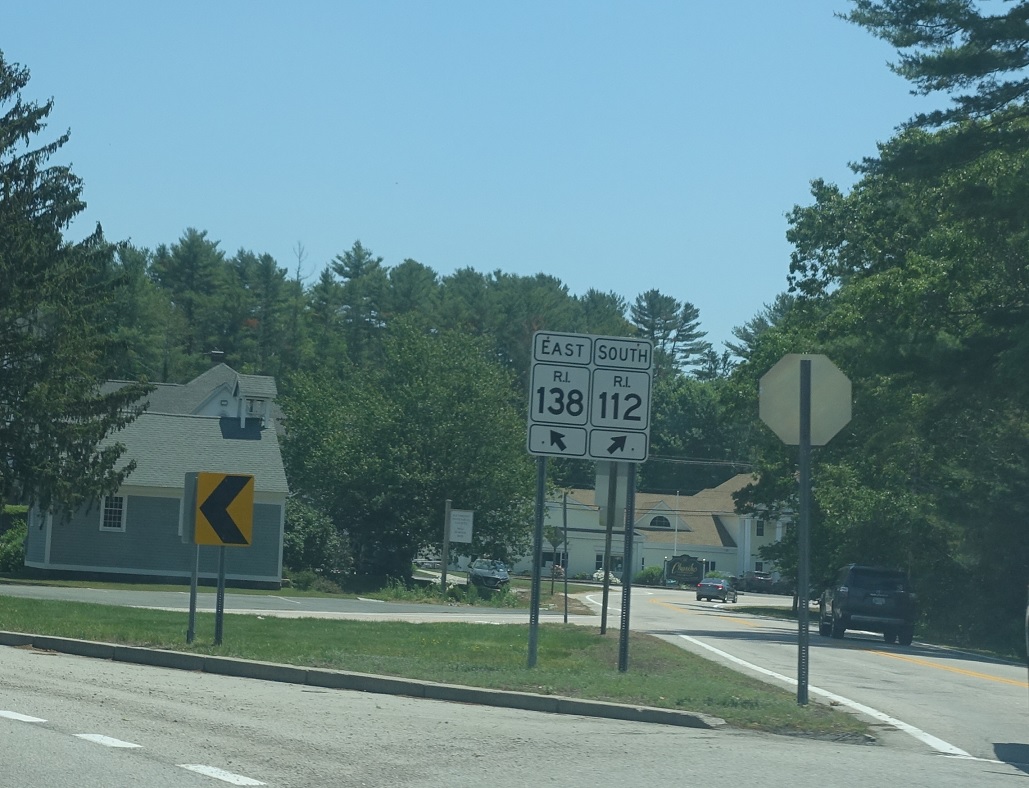 EAST SOUTH
R.I. R.I.
138 112